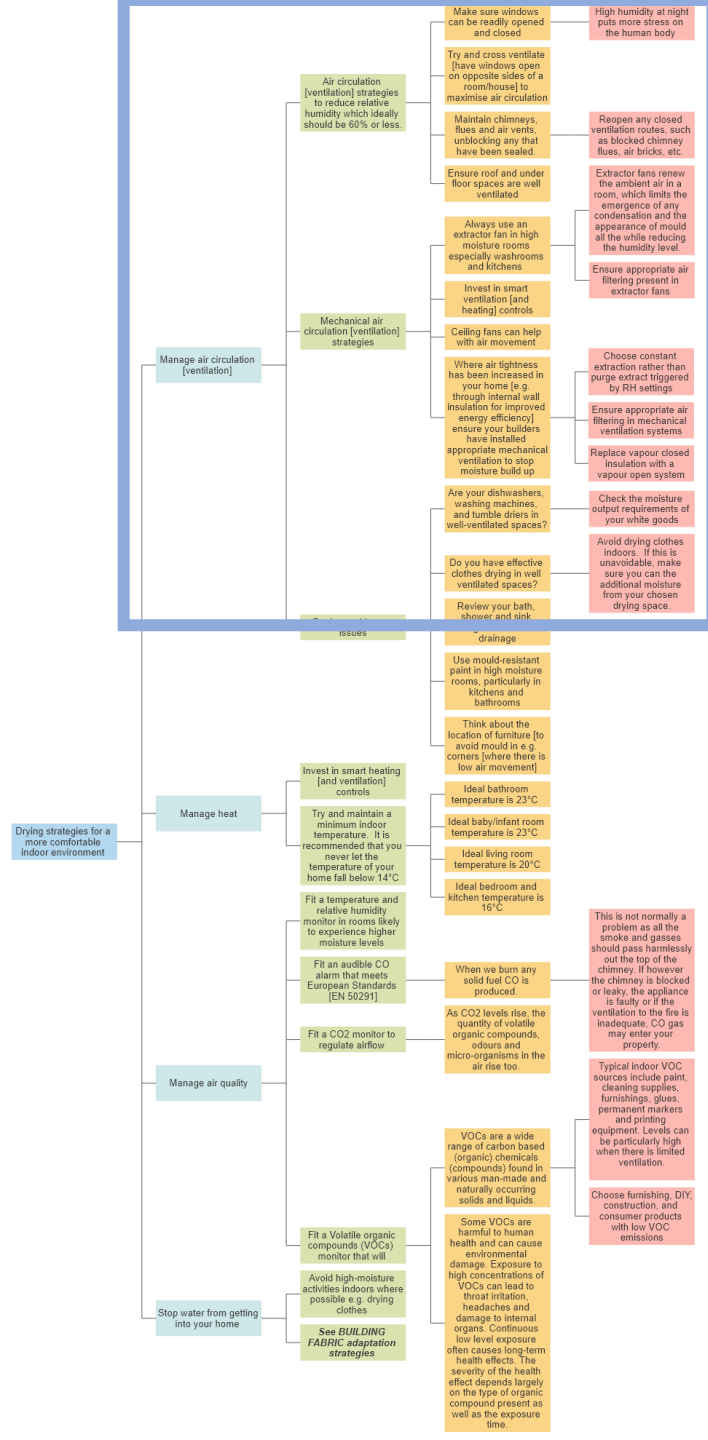 Make sure windows
can be readily opened
and closed
High humidity at night
puts more stress on
the human body
Air circulation
[ventilation] strategies
to reduce relative
humidity which ideally
should be 60% or less.
Try and cross ventilate
[have windows open
on opposite sides of a
room/house] to
maximise air circulation
Maintain chimneys,
flues and air vents,
unblocking any that
have been sealed.
Reopen any closed
ventilation routes, such
as blocked chimney
flues, air bricks, etc.
Ensure roof and under
floor spaces are well
ventilated
Manage air circulation
[ventilation]
Mechanical air
circulation [ventilation]
strategies
Always use an
extractor fan in high
moisture rooms
especially washrooms
and kitchens
Extractor fans renew
the ambient air in a
room, which limits the
emergence of any
condensation and the
appearance of mould
all the while reducing
the humidity level.
Ensure appropriate air
filtering present in
extractor fans
Invest in smart
ventilation [and
heating] controls
Ceiling fans can help
with air movement
Where air tightness
has been increased in
your home [e.g.
through internal wall
insulation for improved
energy efficiency]
ensure your builders
have installed
appropriate mechanical
ventilation to stop
moisture build up
Choose constant
extraction rather than
purge extract triggered
by RH settings
Ensure appropriate air
filtering in mechanical
ventilation systems
Replace vapour closed
insulation with a
vapour open system
issues
Are your dishwashers,
washing machines,
and tumble driers in
well-ventilated spaces?
Check the moisture
output requirements of
your white goods
Do you have effective
clothes drying in well
ventilated spaces?
Avoid drying clothes
indoors. If this is
unavoidable, make
sure you can the
additional moisture
from your chosen
drying space.
Review your bath,
shower and sink
drainage
Use mould-resistant
paint in high moisture
rooms, particularly in
kitchens and
bathrooms
Think about the
location of furniture [to
avoid mould in e.g.
corners [where there is
low air movement]
Drying strategies for a
more comfortable
indoor environment
Manage heat
Invest in smart heating
[and ventilation]
controls
Try and maintain a
minimum indoor
temperature. It is
recommended that you
never let the
temperature of your
home fall below 14°C
Ideal bathroom
temperature is 23°C
Ideal baby/infant room
temperature is 23°C
Ideal living room
temperature is 20°C
Ideal bedroom and
kitchen temperature is
16°C
Manage air quality
Fit a temperature and
relative humidity
monitor in rooms likely
to experience higher
moisture levels
Fit an audible CO
alarm that meets
European Standards
[EN 50291]
When we burn any
solid fuel CO is
produced.
This is not normally a
problem as all the
smoke and gasses
should pass harmlessly
out the top of the
chimney. If however
the chimney is blocked
or leaky, the appliance
is faulty or if the
ventilation to the fire is
inadequate, CO gas
may enter your
property.
Fit a CO2 monitor to
regulate airflow
As CO2 levels rise, the
quantity of volatile
organic compounds,
odours and
micro-organisms in the
air rise too.
Fit a Volatile organic
compounds (VOCs)
monitor that will
VOCs are a wide
range of carbon based
(organic) chemicals
(compounds) found in
various man-made and
naturally occurring
solids and liquids.
Typical indoor VOC
sources include paint,
cleaning supplies,
furnishings, glues,
permanent markers
and printing
equipment. Levels can
be particularly high
when there is limited
ventilation.
Choose furnishing, DIY,
construction, and
consumer products
with low VOC
emissions
Some VOCs are
harmful to human
health and can cause
environmental
damage. Exposure to
high concentrations of
VOCs can lead to
throat irritation,
headaches and
damage to internal
organs. Continuous
low level exposure
often causes long-term
health effects. The
severity of the health
effect depends largely
on the type of organic
compound present as
well as the exposure
time.
Stop water from getting
into your home
Avoid high-moisture
activities indoors where
possible e.g. drying
clothes
See BUILDING
FABRIC adaptation
strategies